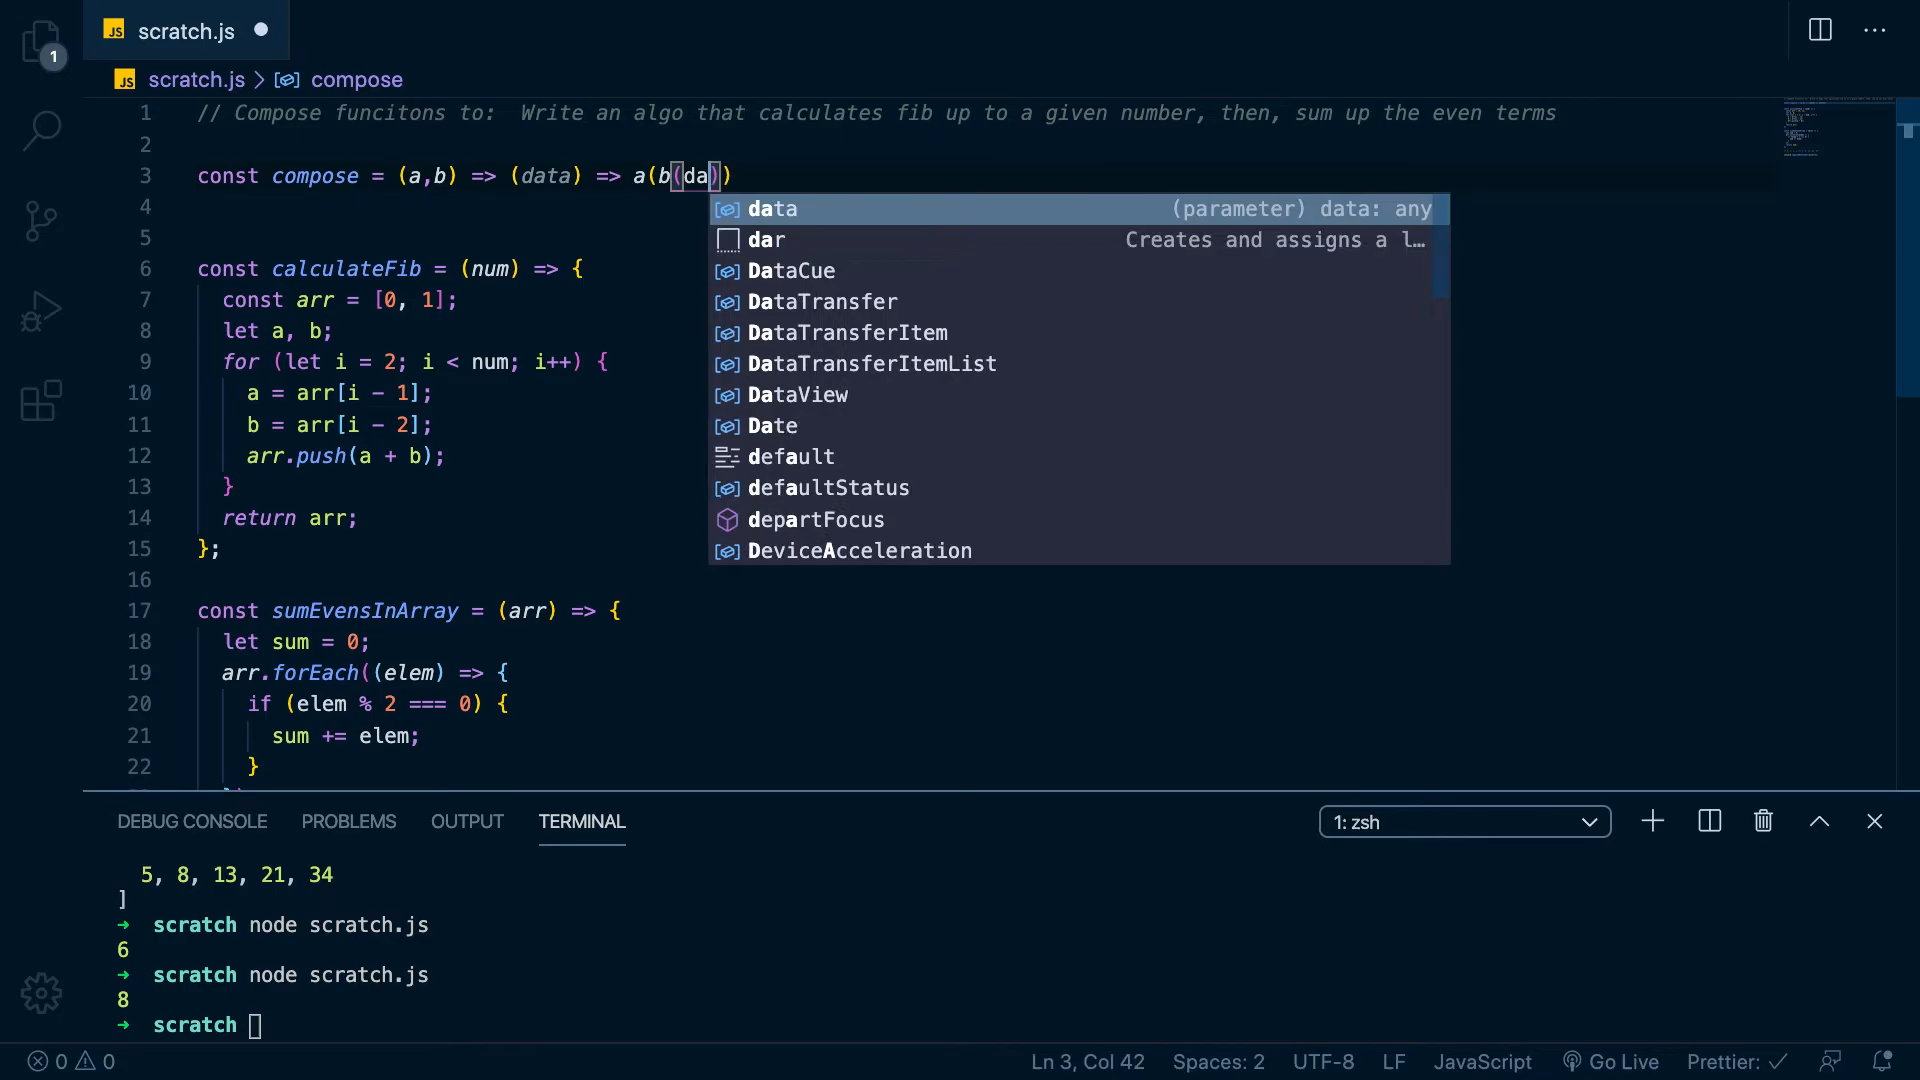 1
JS scratch.js
JS scratch.js > compose
1 // Compose funcitons to:  Write an algo that calculates fib up to a given number, then, sum up the even terms
2
3 const compose = (a,b) => (data) => a(b(da))
4
5
6 const calculateFib = (num) => {
7 const arr = [0, 1];
8 let a, b;
9 for (let i = 2; i < num; i++) {
10 a = arr[i - 1];
11 b = arr[i - 2];
12 arr.push(a + b);
13 }
14 return arr;
15 };
16
17 const sumEvensInArray = (arr) => {
18 let sum = 0;
19 arr.forEach((elem) => {
20 if (elem % 2 === 0) {
21 sum += elem;
22 }
data (parameter) data: any
dar Creates and assigns a l…
DataCue
DataTransfer
DataTransferItem
DataTransferItemList
DataView
Date
default
defaultStatus
departFocus
DeviceAcceleration
DEBUG CONSOLE PROBLEMS OUTPUT TERMINAL 1: zsh
5, 8, 13, 21, 34
]
➜ scratch node scratch.js
6
➜ scratch node scratch.js
8
➜ scratch
0 0 Ln 3, Col 42 Spaces: 2 UTF-8 LF JavaScript Go Live Prettier: ✓